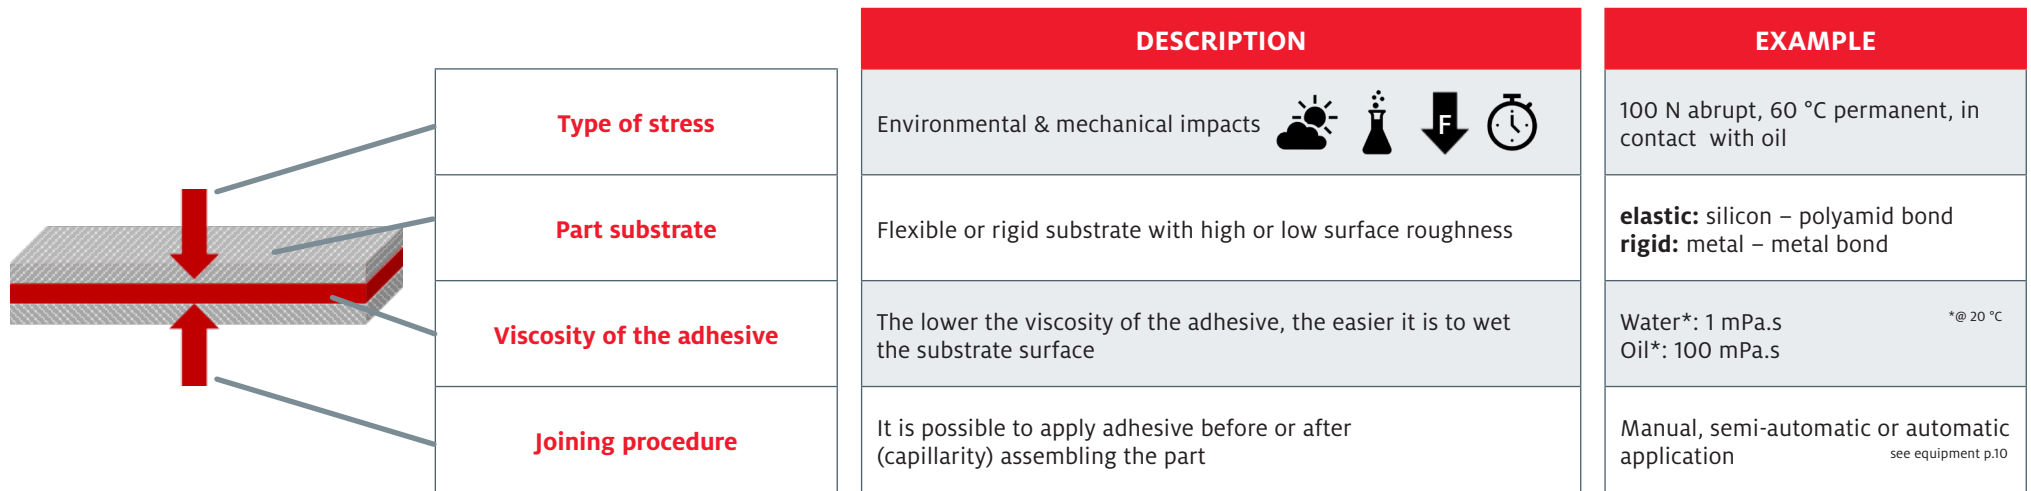 DESCRIPTION
EXAMPLE
Type of stress
Environmental & mechanical impacts
F
100 N abrupt, 60 °C permanent, in
contact with oil
Part substrate
Flexible or rigid substrate with high or low surface roughness
elastic: silicon – polyamid bond
rigid: metal – metal bond
Viscosity of the adhesive
The lower the viscosity of the adhesive, the easier it is to wet
the substrate surface
Water*: 1 mPa.s
*@ 20 °C
Oil*: 100 mPa.s
Joining procedure
It is possible to apply adhesive before or after
(capillarity) assembling the part
Manual, semi-automatic or automatic
application
see equipment p.10